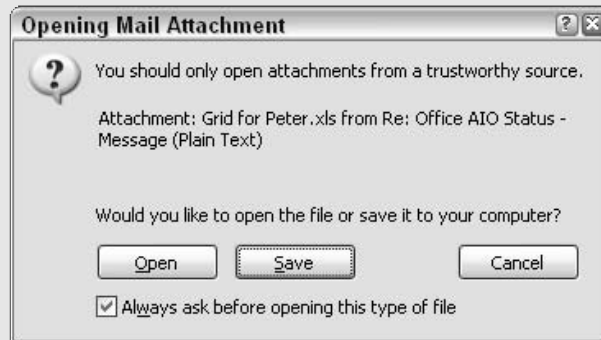 Opening Mail Attachment
You should only open attachments from a trustworthy source.
Attachment: Grid for Peter.xls from Re: Office AIO Status -
Message (Plain Text)
Would you like to open the file or save it to your computer?
Open Save Cancel
Always ask before opening this type of file